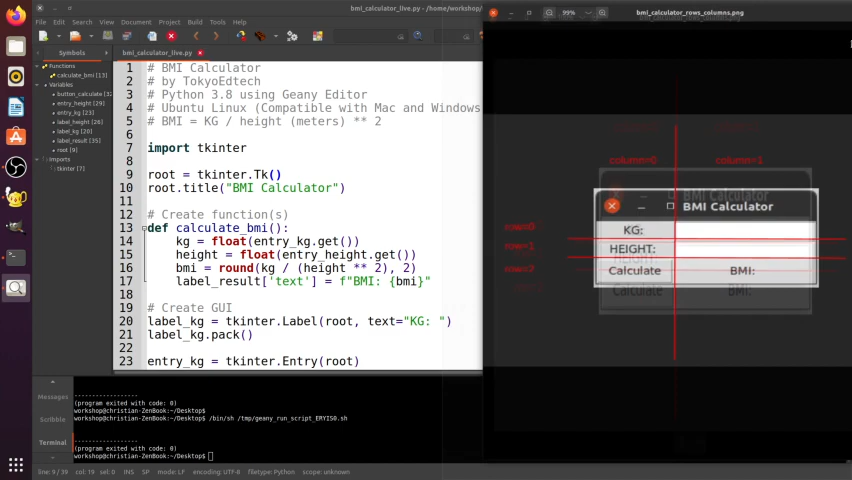 bmi_calculator_live.py - /home/workshop/
bmi_calculator_rows_columns.png
99%
File Edit Search View Document Project Build Tools Help
Symbols
bmi_calculator_live.py
Functions
calculate_bmi [13]
Variables
button_calculate [32
entry_height [29]
entry_kg [23]
label_height [26]
label_kg [20]
label_result [35]
root [9]
Imports
tkinter [7]
1 # BMI Calculator
2 # by TokyoEdtech
3 # Python 3.8 using Geany Editor
4 # Ubuntu Linux (Compatible with Mac and Windows
5 # BMI = KG / height (meters) ** 2
6
7 import tkinter
8
9 root = tkinter.Tk()
10 root.title("BMI Calculator")
11
12 # Create function(s)
13 def calculate_bmi():
14 kg = float(entry_kg.get())
15 height = float(entry_height.get())
16 bmi = round(kg / (height ** 2), 2)
17 label_result['text'] = f"BMI: {bmi}"
18
19 # Create GUI
20 label_kg = tkinter.Label(root, text="KG: ")
21 label_kg.pack()
22
23 entry_kg = tkinter.Entry(root)
column=0 column=1
BMI Calculator
BMI Calculator
row=0 KG:
row=1 HEIGHT:
HEIGHT:
row=2 Calculate BMI:
Calculate BMI:
Messages
Scribble
Terminal
------------------
(program exited with code: 0)
workshop@christian-ZenBook:~/Desktop$
workshop@christian-ZenBook:~/Desktop$ /bin/sh /tmp/geany_run_script_ERYIS0.sh
------------------
(program exited with code: 0)
workshop@christian-ZenBook:~/Desktop$
line: 9 / 39 col: 19 sel: 0 INS SP mode: LF encoding: UTF-8 filetype: Python scope: unknown